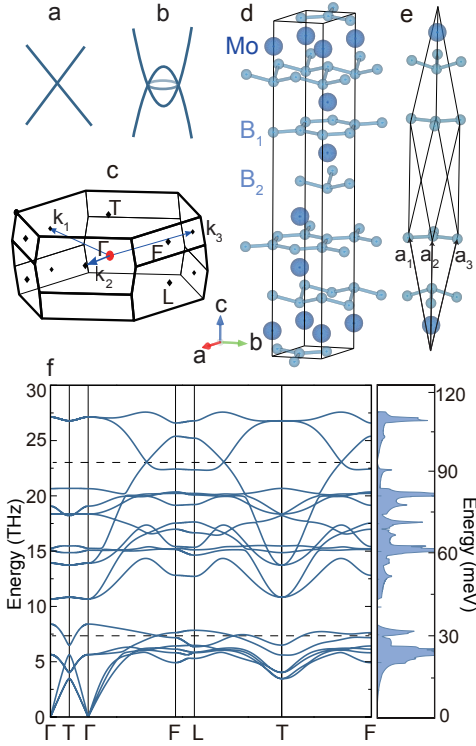 a
b
d
e
Mo
B1
B2
c
k1
T
k3
Γ
F
k2
L
a1
a2
a3
c
a
b
f
30
25
20
15
10
5
0
Energy (THz)
Γ
T
Γ
F
L
T
F
120
90
60
30
0
Energy (meV)